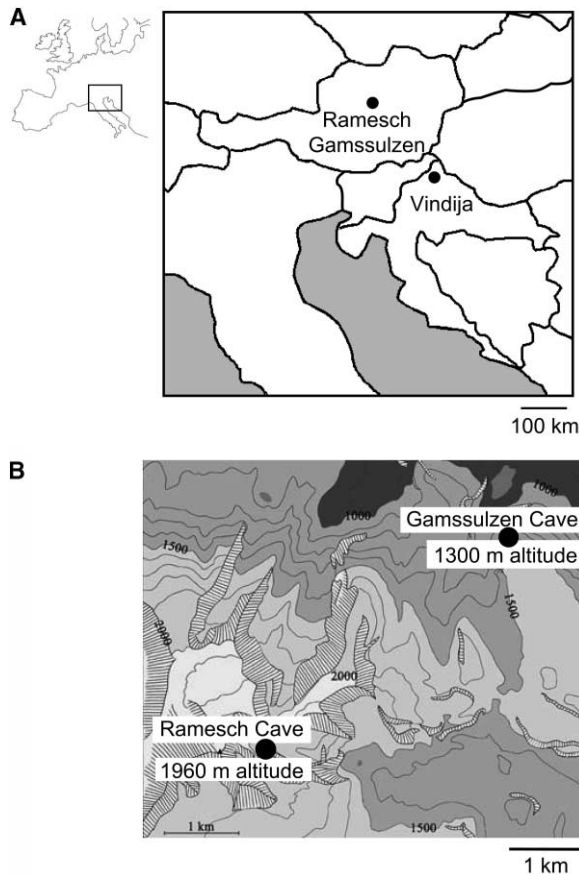 A
Ramesch
Gamssulzen
Vindija
100 km
B
1000
1000
Gamssulzen Cave
1300 m altitude
1500
1500
2000
2000
Ramesch Cave
1960 m altitude
1 km
1500
1 km